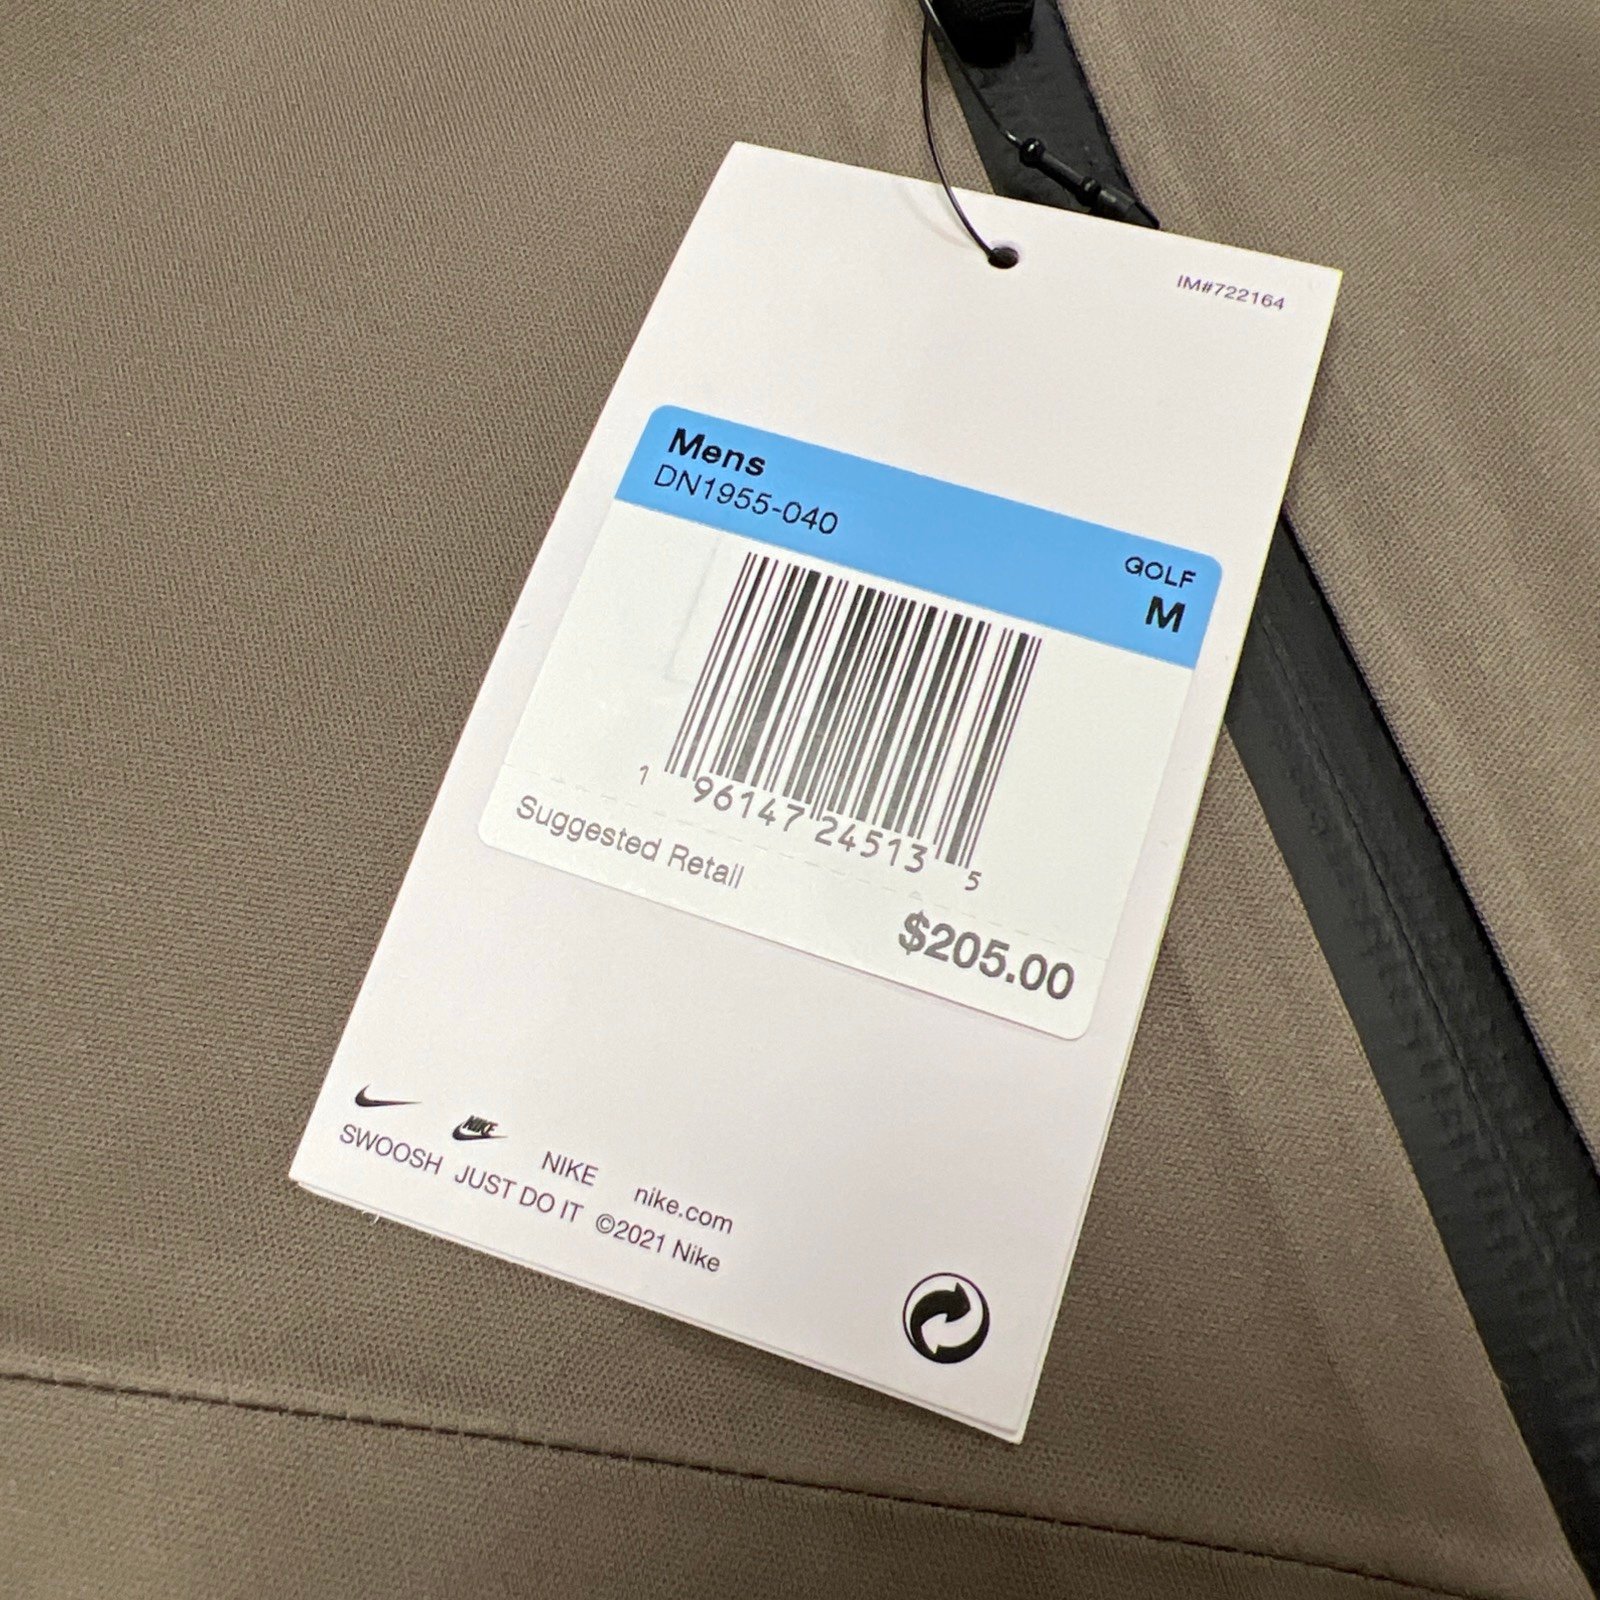 IM#722164
Mens
DN1955-040
GOLF
M
1 96147 24513 5
Suggested Retail
$205.00
NIKE NIKE nike.com
SWOOSH JUST DO IT ©2021 Nike